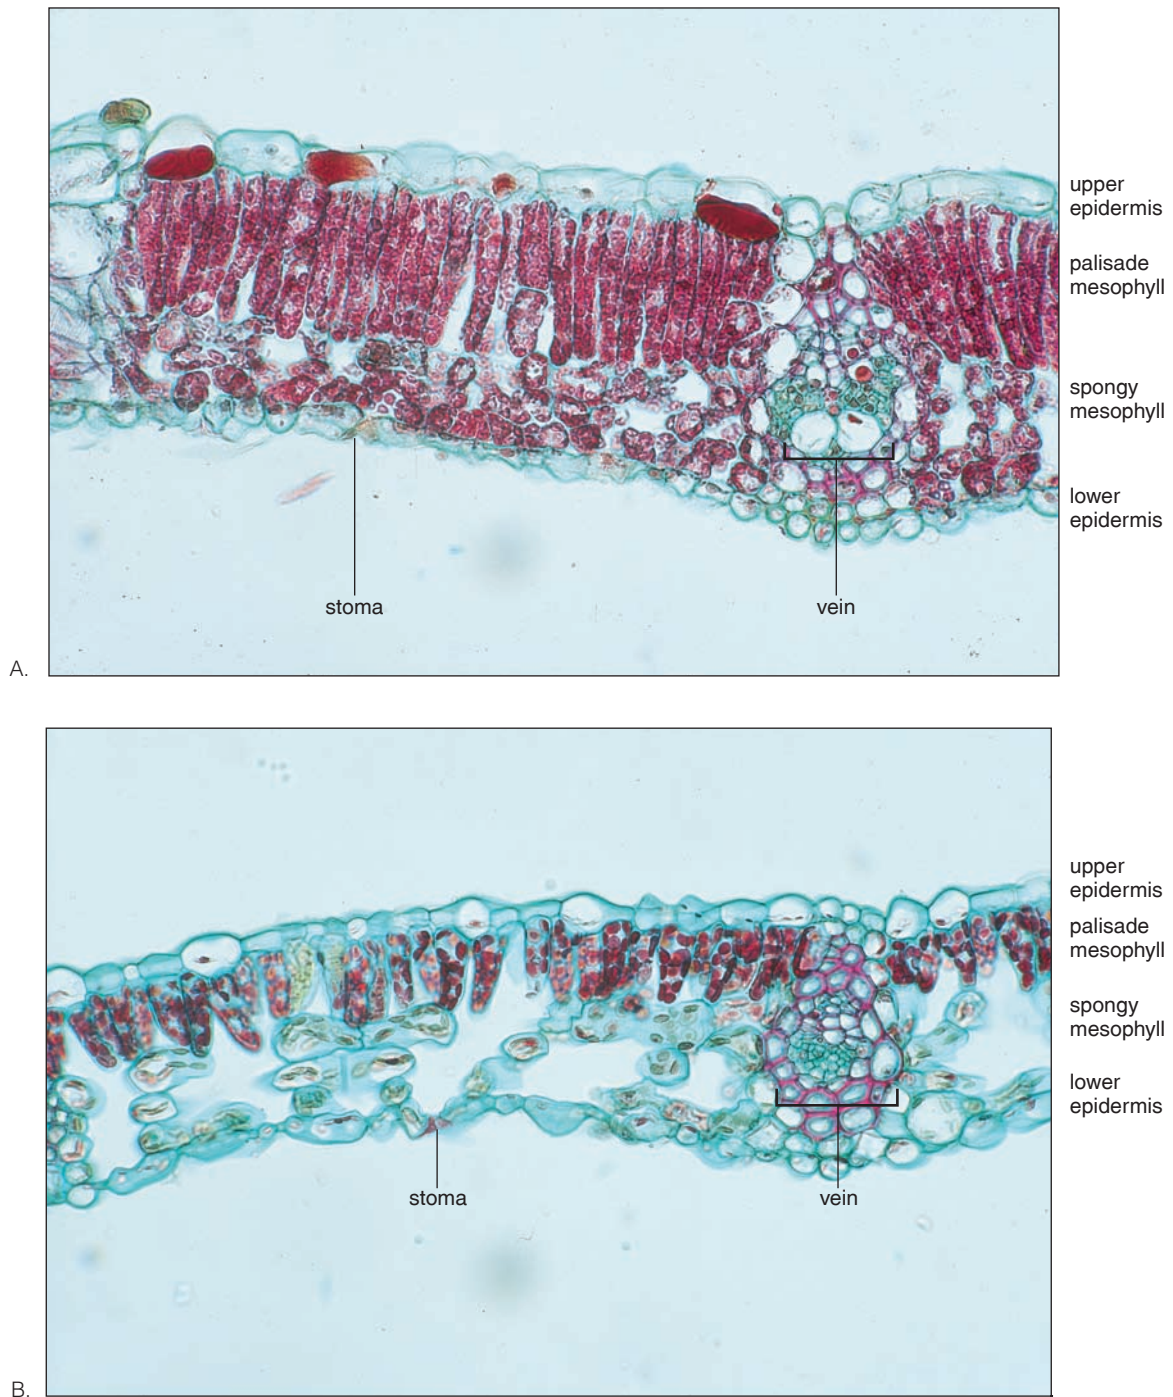 upper
epidermis
palisade
mesophyll
spongy
mesophyll
lower
epidermis
stoma
vein
A.
upper
epidermis
palisade
mesophyll
spongy
mesophyll
lower
epidermis
stoma
vein
B.